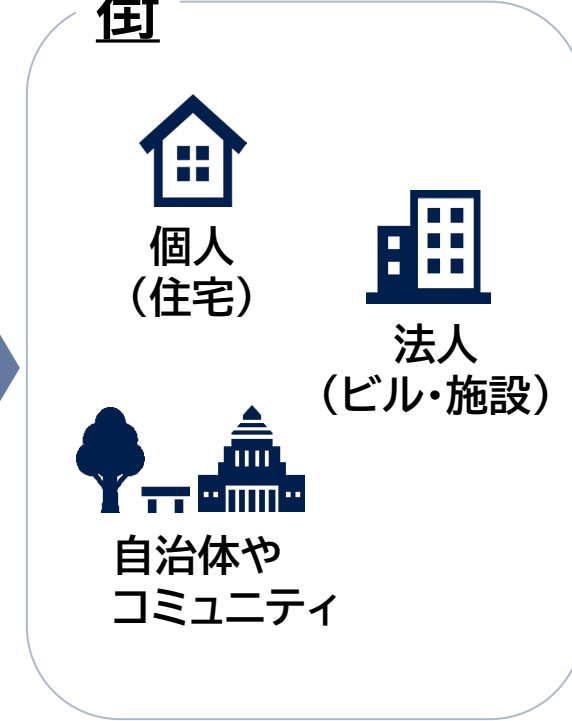 街
個人
（住宅）
法人
（ビル・施設）
自治体や
コミュニティ